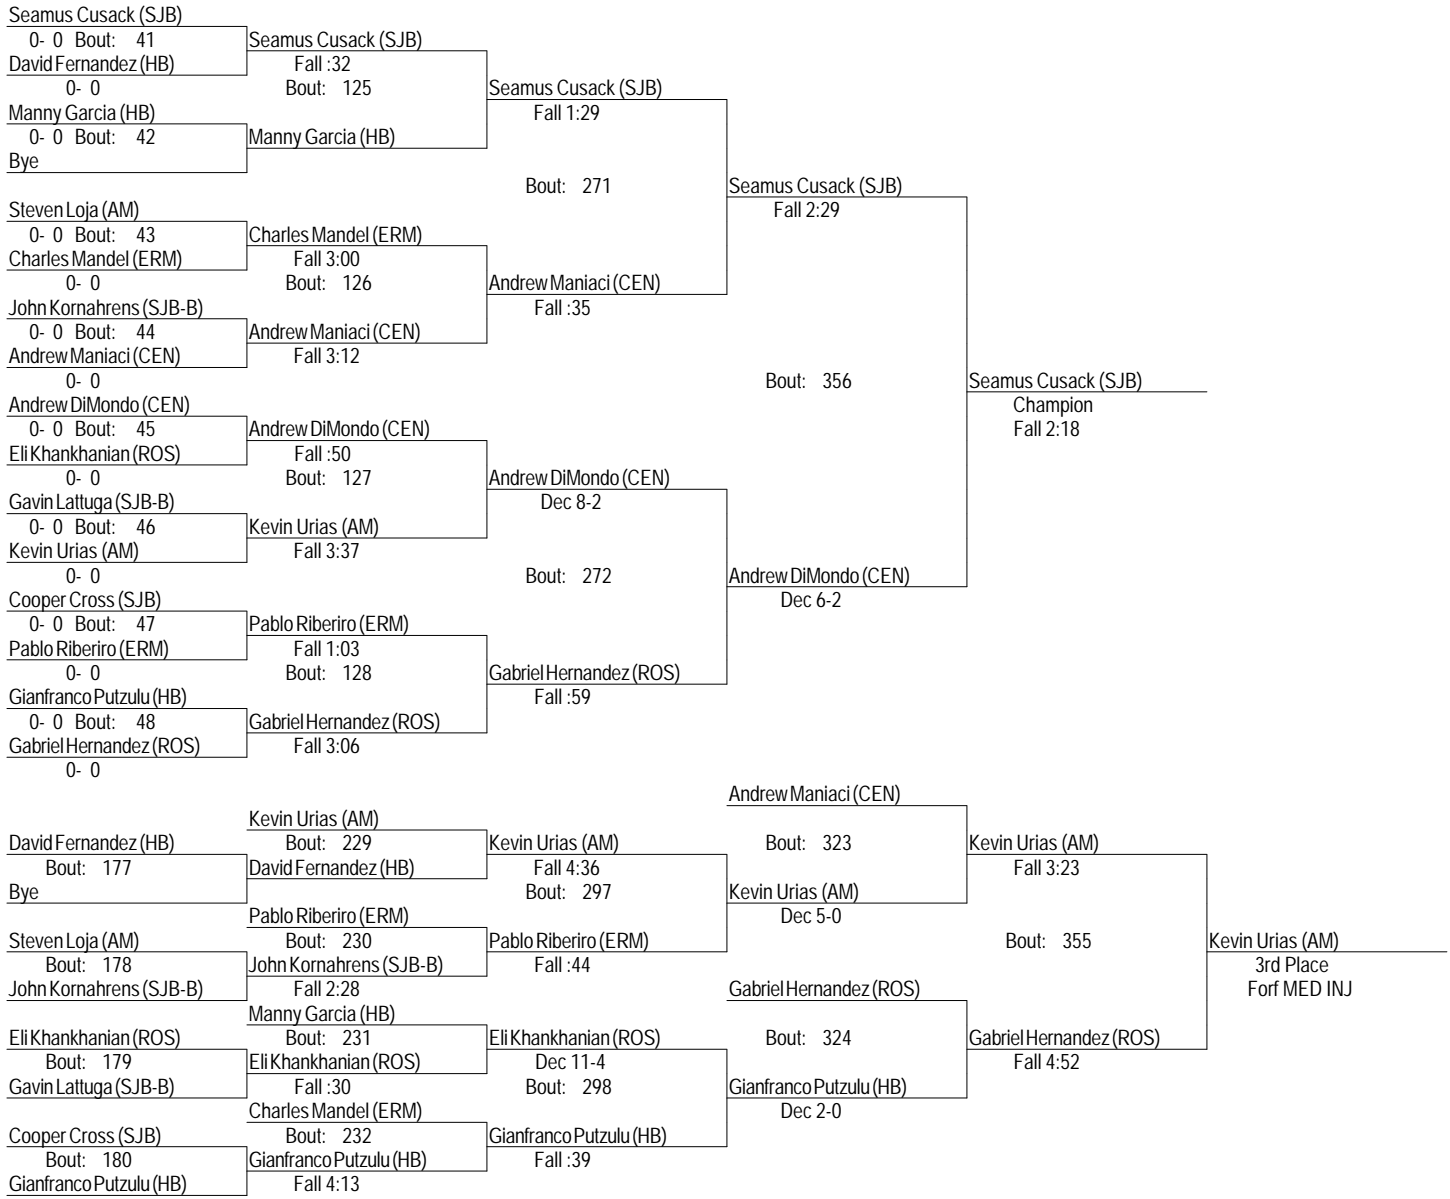 Seamus Cusack (SJB)
0- 0 Bout: 41
Seamus Cusack (SJB)
David Fernandez (HB)
Fall :32
0- 0
Bout: 125
Seamus Cusack (SJB)
Manny Garcia (HB)
Fall 1:29
0- 0 Bout: 42
Manny Garcia (HB)
Bye
Bout: 271
Seamus Cusack (SJB)
Steven Loja (AM)
Fall 2:29
0- 0 Bout: 43
Charles Mandel (ERM)
Charles Mandel (ERM)
Fall 3:00
0- 0
Bout: 126
Andrew Maniaci (CEN)
John Kornahrens (SJB-B)
Fall :35
0- 0 Bout: 44
Andrew Maniaci (CEN)
Andrew Maniaci (CEN)
Fall 3:12
0- 0
Bout: 356
Seamus Cusack (SJB)
Andrew DiMondo (CEN)
Champion
0- 0 Bout: 45
Andrew DiMondo (CEN)
Fall 2:18
Eli Khankhanian (ROS)
Fall :50
0- 0
Bout: 127
Andrew DiMondo (CEN)
Gavin Lattuga (SJB-B)
Dec 8-2
0- 0 Bout: 46
Kevin Urias (AM)
Kevin Urias (AM)
Fall 3:37
0- 0
Bout: 272
Andrew DiMondo (CEN)
Cooper Cross (SJB)
Dec 6-2
0- 0 Bout: 47
Pablo Riberiro (ERM)
Pablo Riberiro (ERM)
Fall 1:03
0- 0
Bout: 128
Gabriel Hernandez (ROS)
Gianfranco Putzulu (HB)
Fall :59
0- 0 Bout: 48
Gabriel Hernandez (ROS)
Gabriel Hernandez (ROS)
Fall 3:06
0- 0
Andrew Maniaci (CEN)
Kevin Urias (AM)
David Fernandez (HB)
Bout: 229
Kevin Urias (AM)
Bout: 323
Kevin Urias (AM)
Bout: 177
David Fernandez (HB)
Fall 4:36
Fall 3:23
Bye
Bout: 297
Kevin Urias (AM)
Pablo Riberiro (ERM)
Dec 5-0
Steven Loja (AM)
Bout: 230
Pablo Riberiro (ERM)
Bout: 355
Kevin Urias (AM)
Bout: 178
John Kornahrens (SJB-B)
Fall :44
3rd Place
John Kornahrens (SJB-B)
Fall 2:28
Gabriel Hernandez (ROS)
Forf MED INJ
Manny Garcia (HB)
Eli Khankhanian (ROS)
Bout: 231
Eli Khankhanian (ROS)
Bout: 324
Gabriel Hernandez (ROS)
Bout: 179
Eli Khankhanian (ROS)
Dec 11-4
Fall 4:52
Gavin Lattuga (SJB-B)
Fall :30
Bout: 298
Gianfranco Putzulu (HB)
Charles Mandel (ERM)
Dec 2-0
Cooper Cross (SJB)
Bout: 232
Gianfranco Putzulu (HB)
Bout: 180
Gianfranco Putzulu (HB)
Fall :39
Gianfranco Putzulu (HB)
Fall 4:13